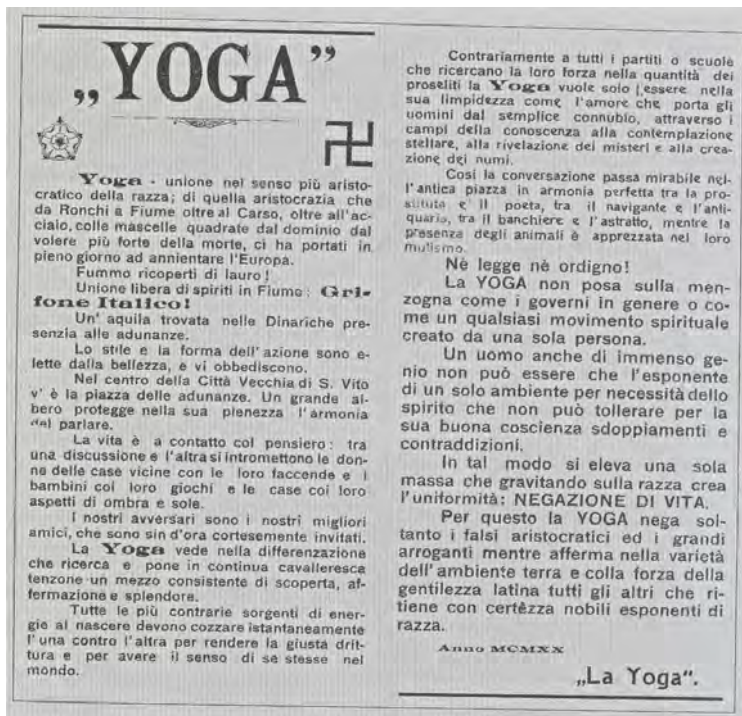 „YOGA”
Yoga - unione nel senso più aristo-
cratico della razza; di quella aristocrazia che
da Ronchi a Fiume oltre al Carso, oltre all'ac-
ciaio, colle mascelle quadrate dal dominio dal
volere più forte della morte, ci ha portati in
pieno giorno ad annientare l'Europa.
Fummo ricoperti di lauro!
Unione libera di spiriti in Fiume: Gri-
fone Italico!
Un' aquila trovata nelle Dinariche pre-
senzia alle adunanze.
Lo stile e la forma dell' azione sono e-
lette dalla bellezza, e vi obbediscono.
Nel centro della Città Vecchia di S. Vito
v' è la piazza delle adunanze. Un grande al-
bero protegge nella sua pienezza l'armonia
del parlare.
La vita è a contatto col pensiero: tra
una discussione e l'altra si intromettono le don-
ne delle case vicine con le loro faccende e i
bambini coi loro giochi e le case coi loro
aspetti di ombra e sole.
I nostri avversari sono i nostri migliori
amici, che sono sin d'ora cortesemente invitati.
La Yoga vede nella differenzazione
che ricerca e pone in continua cavalleresca
tenzone un mezzo consistente di scoperta, af-
fermazione e splendore.
Tutte le più contrarie sorgenti di ener-
gie al nascere devono cozzare istantaneamente
l'una contro l'altra per rendere la giusta drit-
tura e per avere il senso di se stesse nel
mondo.
Contrariamente a tutti i partiti o scuole
che ricercano la loro forza nella quantità dei
proseliti la Yoga vuole solo l'essere nella
sua limpidezza come l'amore che porta gli
uomini dal semplice connubio, attraverso i
campi della conoscenza alla contemplazione
stellare, alla rivelazione dei misteri e alla crea-
zione dei numi.
Così la conversazione passa mirabile nel-
l'antica piazza in armonia perfetta tra la pro-
stituta e il poeta, tra il navigante e l'anti-
quario, tra il banchiere e l'astratto, mentre la
presenza degli animali è apprezzata nel loro
mutismo.
Nè legge nè ordigno!
La YOGA non posa sulla men-
zogna come i governi in genere o co-
me un qualsiasi movimento spirituale
creato da una sola persona.
Un uomo anche di immenso ge-
nio non può essere che l'esponente
di un solo ambiente per necessità dello
spirito che non può tollerare per la
sua buona coscienza sdoppiamenti e
contraddizioni.
In tal modo si eleva una sola
massa che gravitando sulla razza crea
l'uniformità: NEGAZIONE DI VITA.
Per questo la YOGA nega sol-
tanto i falsi aristocratici ed i grandi
arroganti mentre afferma nella varietà
dell'ambiente terra e colla forza della
gentilezza latina tutti gli altri che ri-
tiene con certèzza nobili esponenti di
razza.
Anno MCMXX
„La Yoga".